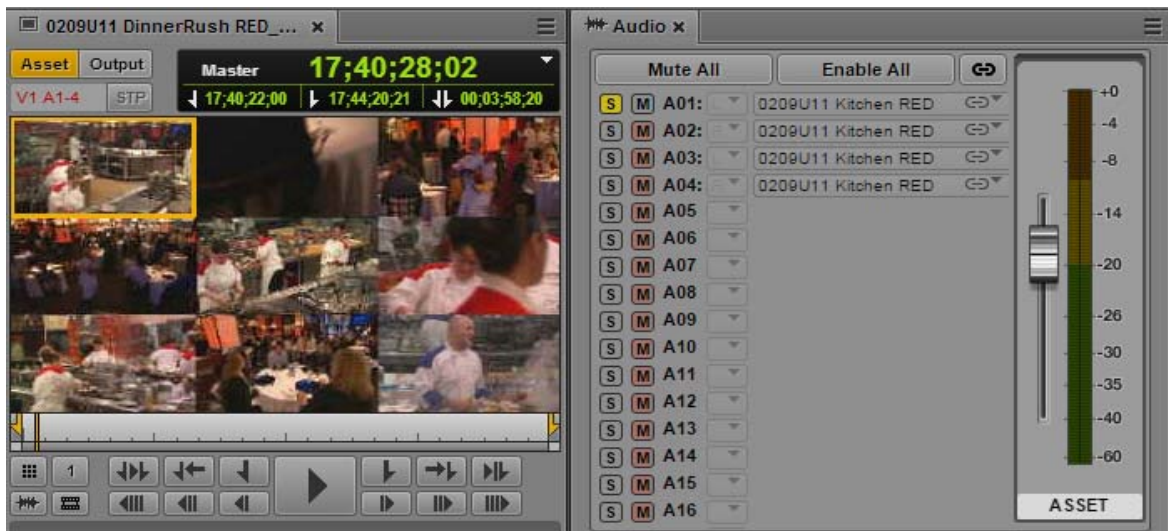 0209U11 DinnerRush RED_... x
Asset Output
V1 A1-4 STP
Master 17;40;28;02
17;40;22;00 17;44;20;21 00;03;58;20
1
Audio x
Mute All Enable All
S M A01: 0209U11 Kitchen RED
S M A02: 0209U11 Kitchen RED
S M A03: 0209U11 Kitchen RED
S M A04: 0209U11 Kitchen RED
S M A05
S M A06
S M A07
S M A08
S M A09
S M A10
S M A11
S M A12
S M A13
S M A14
S M A15
S M A16
+0
-4
-8
-14
-20
-26
-30
-35
-40
-60
ASSET